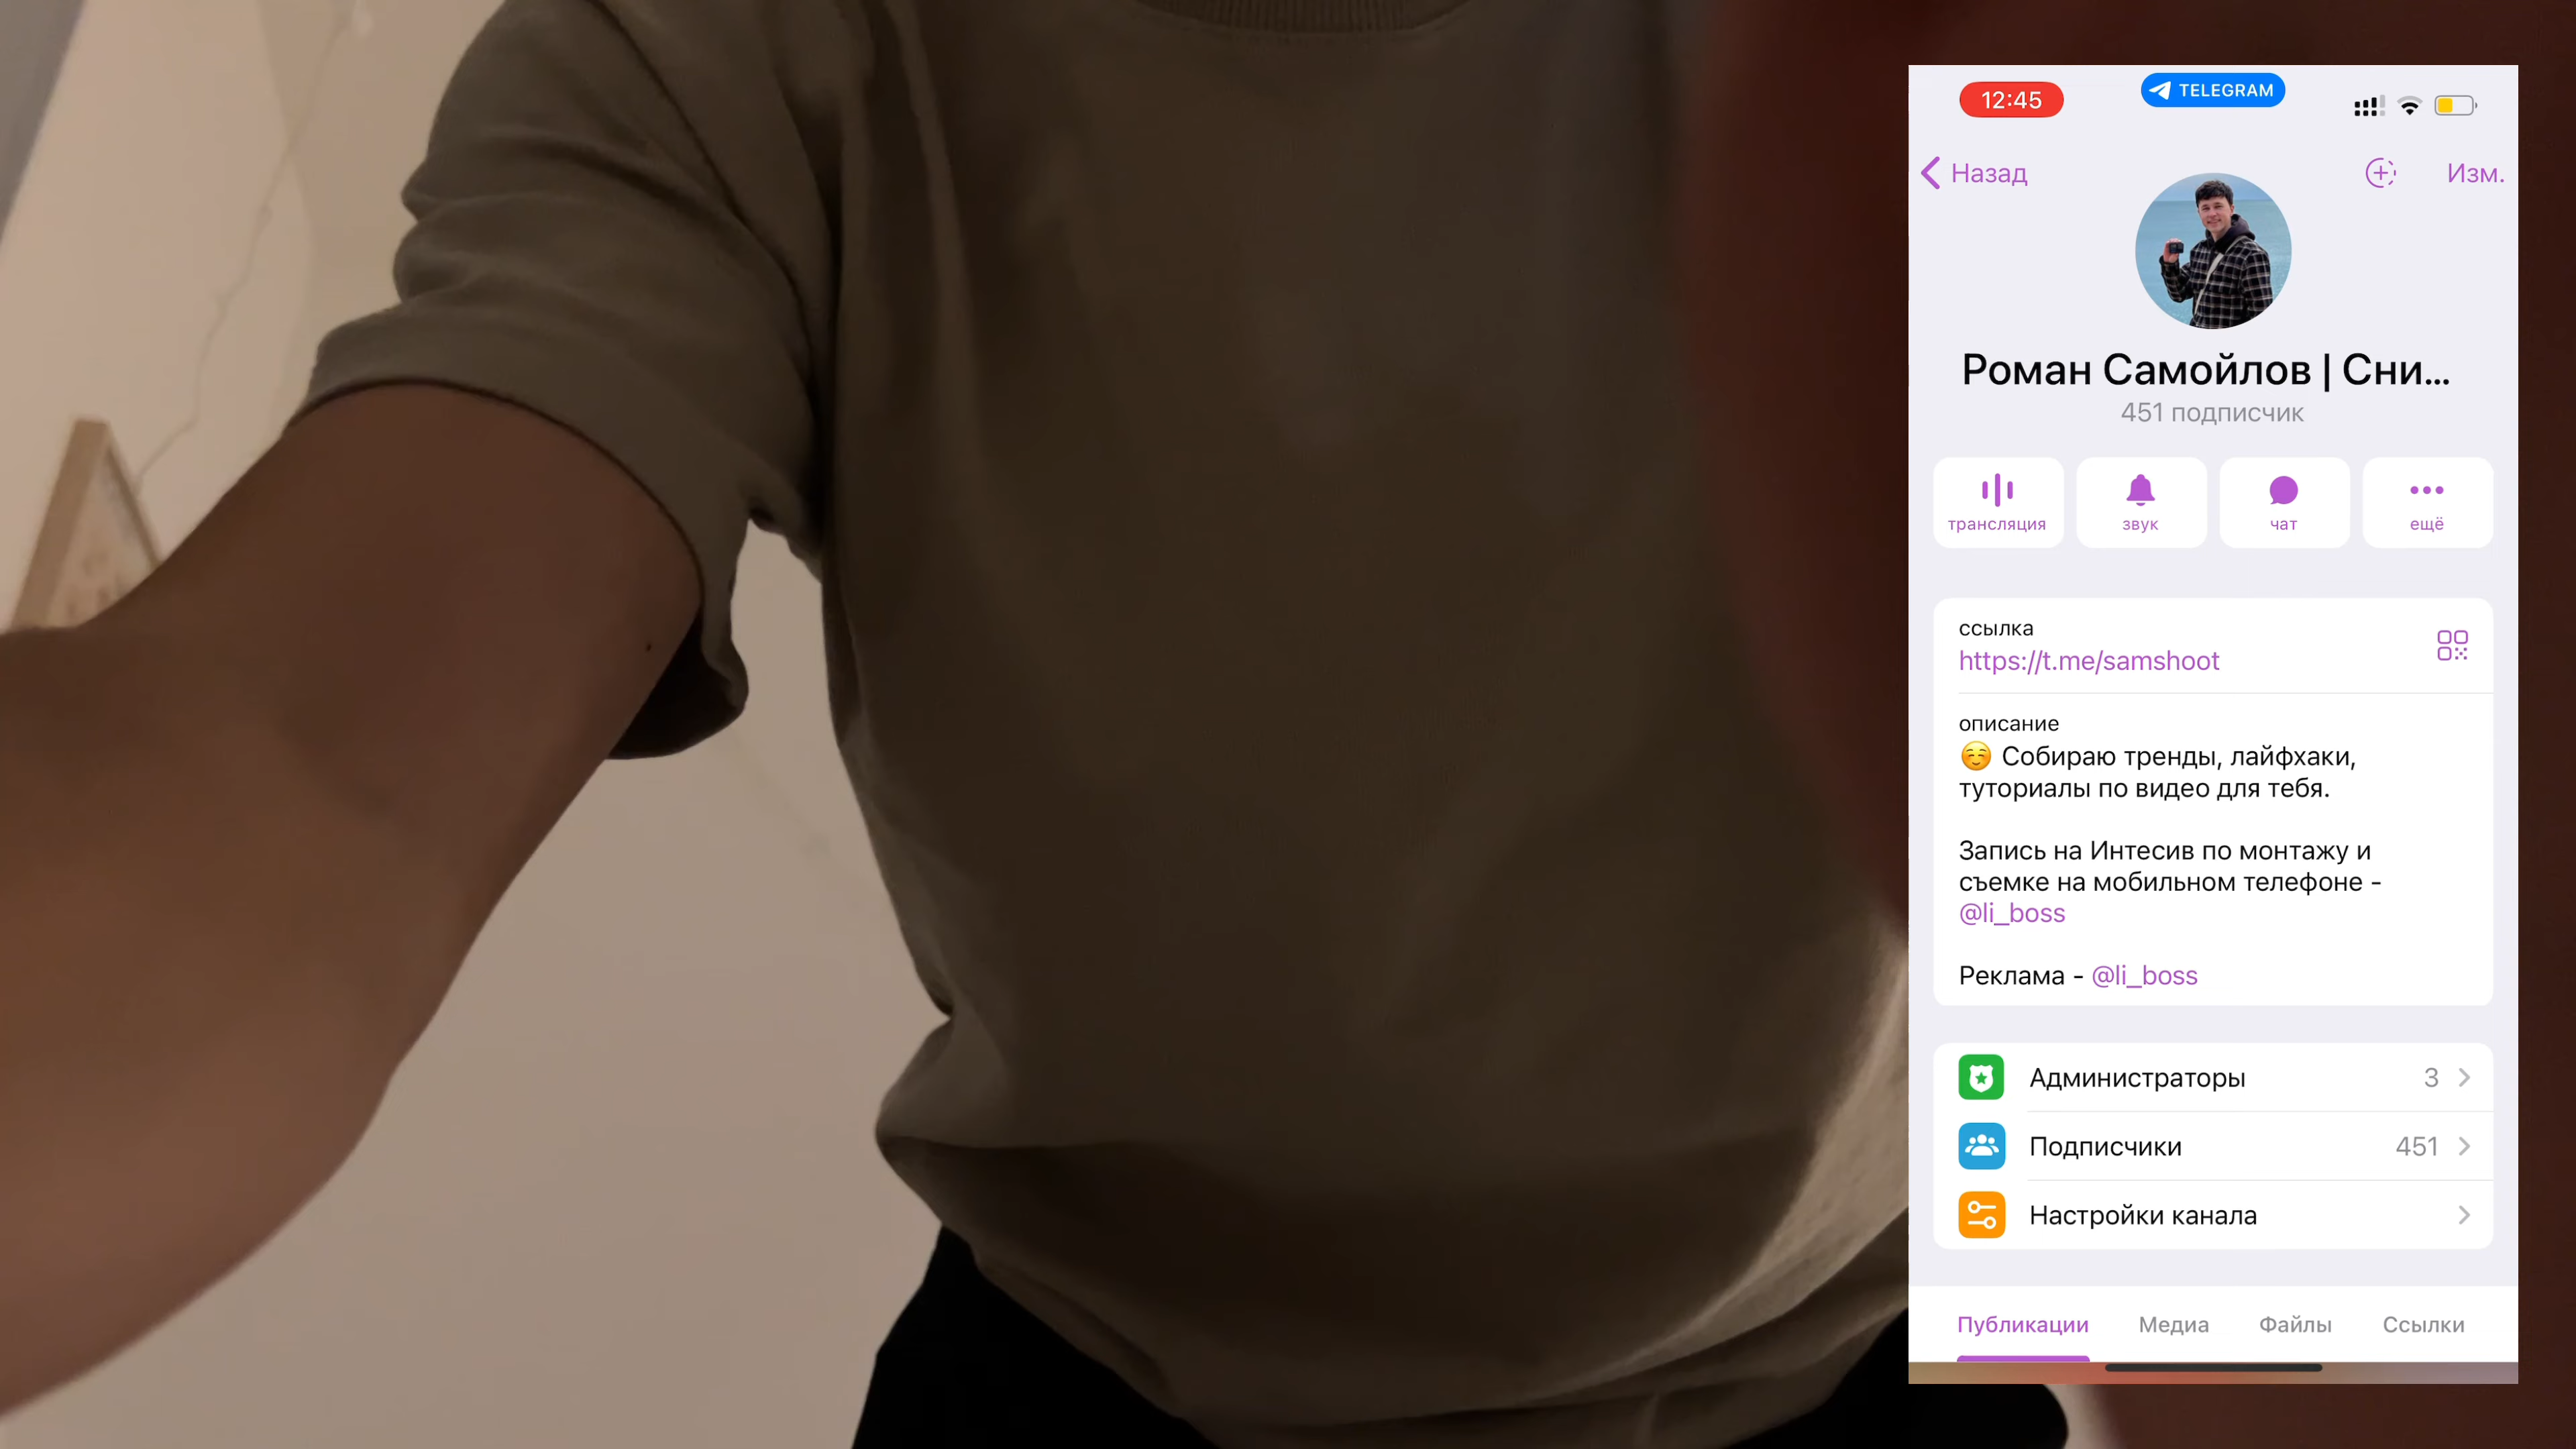 12:45
TELEGRAM
Назад
Изм.
Роман Самойлов | Сни...
451 подписчик
трансляция
звук
чат
ещё
ссылка
https://t.me/samshoot
описание
☺️ Собираю тренды, лайфхаки,
туториалы по видео для тебя.
Запись на Интесив по монтажу и
съемке на мобильном телефоне -
@li_boss
Реклама - @li_boss
Администраторы 3
Подписчики 451
Настройки канала
Публикации Медиа Файлы Ссылки